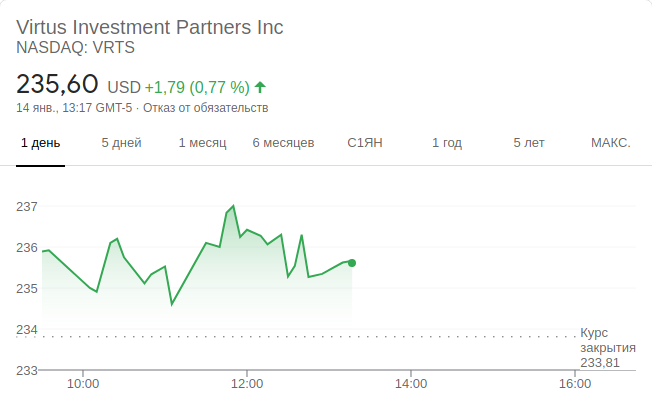 Virtus Investment Partners Inc
NASDAQ: VRTS
235,60 USD +1,79 (0,77 %)
14 янв., 13:17 GMT-5 · Отказ от обязательств
1 день 5 дней 1 месяц 6 месяцев С1ЯН 1 год 5 лет МАКС.
237
236
235
234
Курс
закрытия
233,81
233
10:00 12:00 14:00 16:00